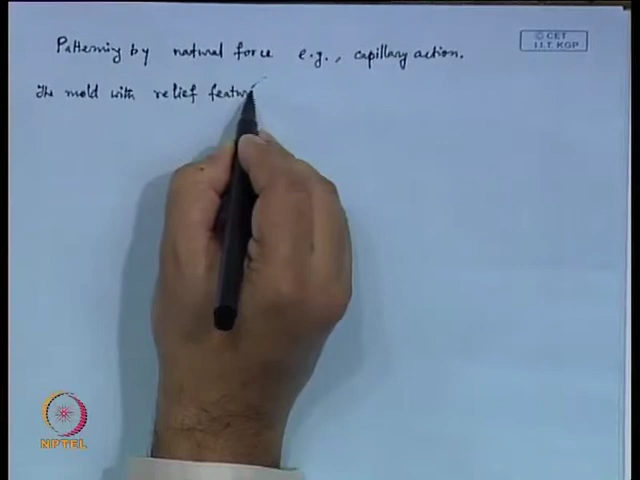 Patterning by natural force e.g., capillary action.
© CET
I.I.T. KGP
The mold with relief featu
NPTEL